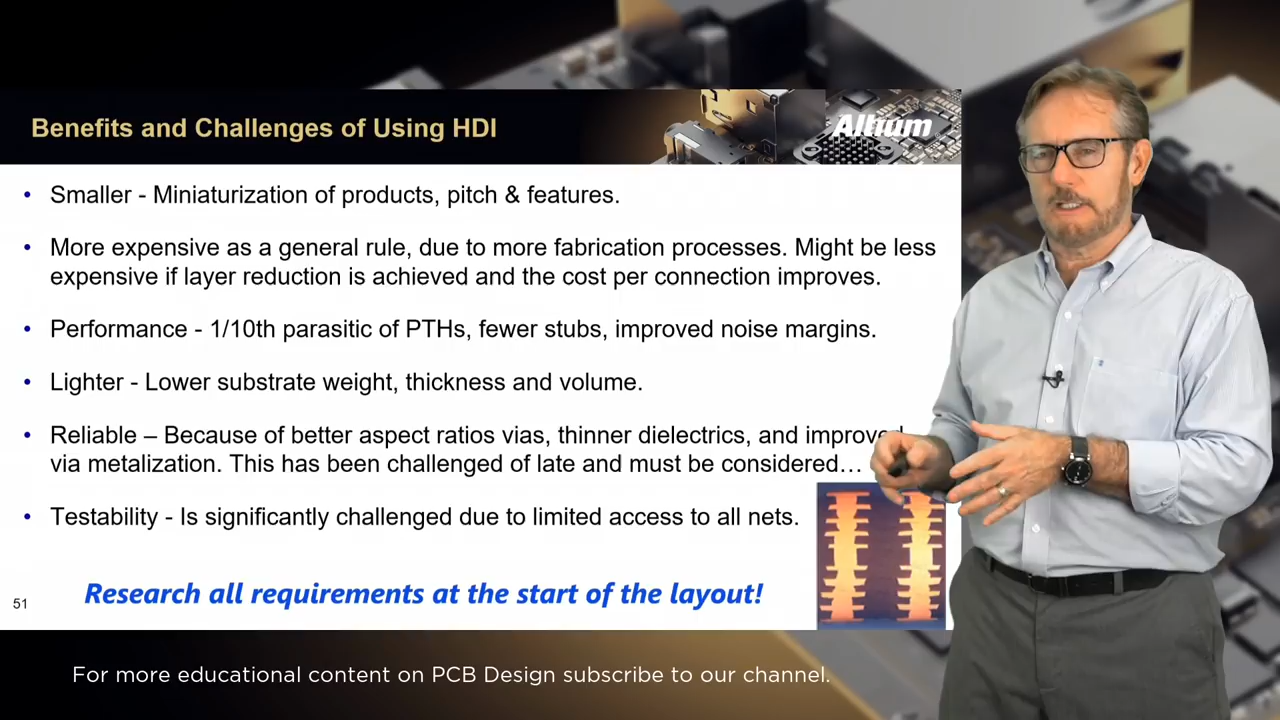 Benefits and Challenges of Using HDI
Altium
• Smaller - Miniaturization of products, pitch & features.
• More expensive as a general rule, due to more fabrication processes. Might be less
expensive if layer reduction is achieved and the cost per connection improves.
• Performance - 1/10th parasitic of PTHs, fewer stubs, improved noise margins.
• Lighter - Lower substrate weight, thickness and volume.
• Reliable – Because of better aspect ratios vias, thinner dielectrics, and improved
via metalization. This has been challenged of late and must be considered…
• Testability - Is significantly challenged due to limited access to all nets.
Research all requirements at the start of the layout!
51
For more educational content on PCB Design subscribe to our channel.